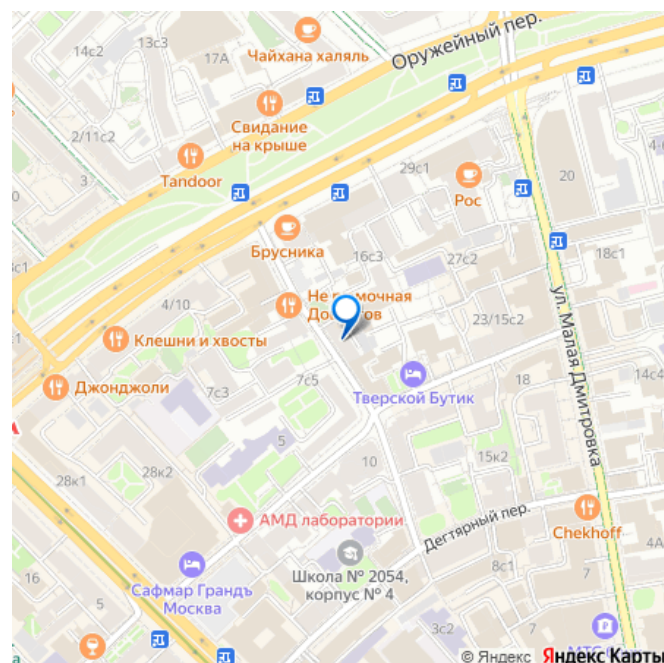 Оружейный пер.
14с2
13с3
17А
Чайхана халяль
Свидание
на крыше
2/11с2
3
Tandoor
29с1
Рос
20
Брусника
16с3
27с2
18с1
4/10
Клешни и хвосты
23/15с2
ул. Малая Дмитровка
Джонджоли
7с3
7с5
Тверской Бутик
18
5
28к1
28к2
10
15к2
АМД лаборатории
Дегтярный пер.
Chekhoff
4А
Школа № 2054,
корпус № 4
16
5
Сафмар Грандъ
Москва
8с1
7
3с2
© Яндекс Яндекс Карты